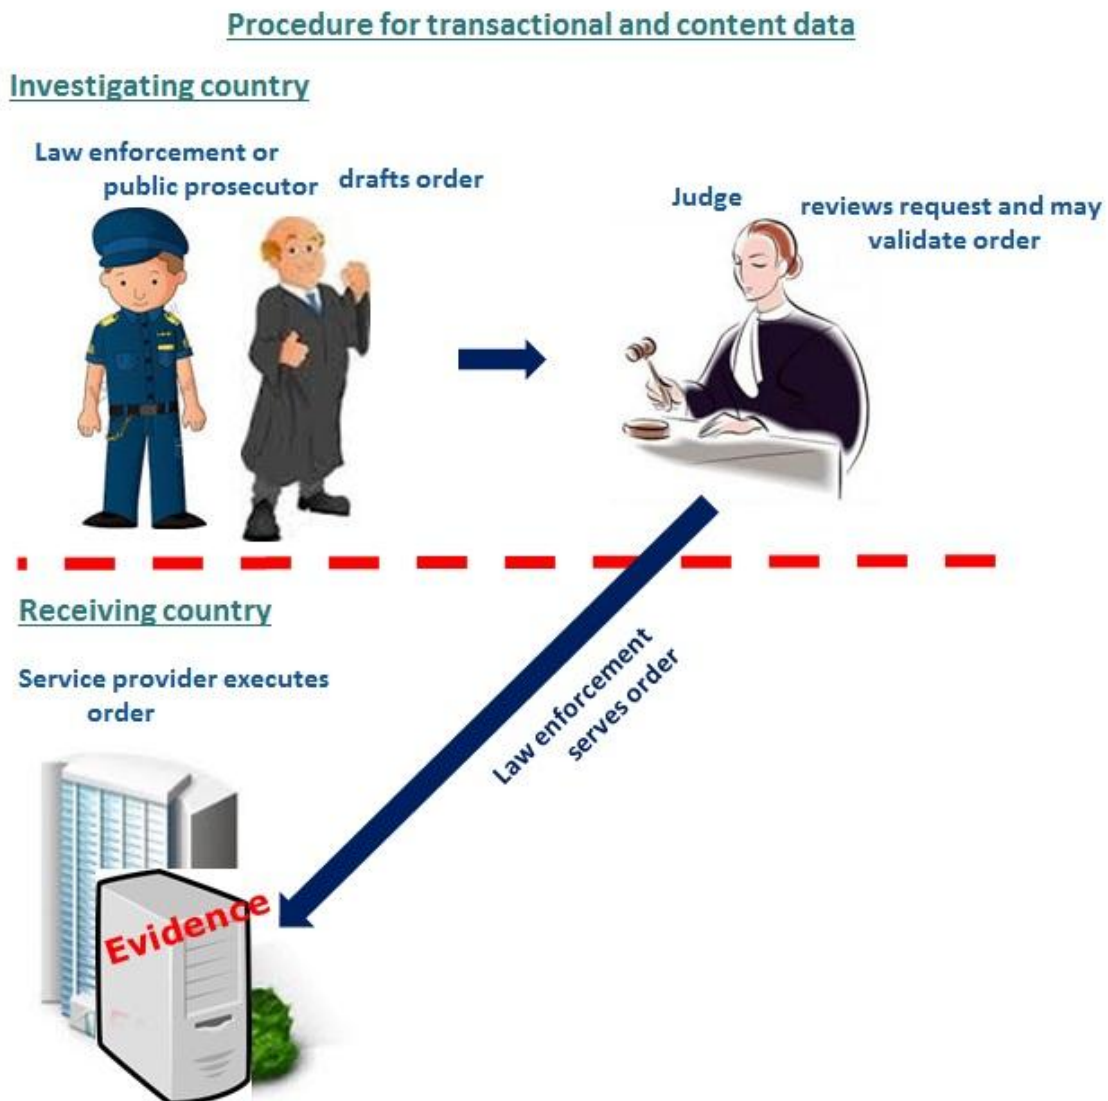 Procedure for transactional and content data
Investigating country
Law enforcement or
public prosecutor
drafts order
Judge
reviews request and may
validate order
Receiving country
Service provider executes
order
Law enforcement
serves order
Evidence